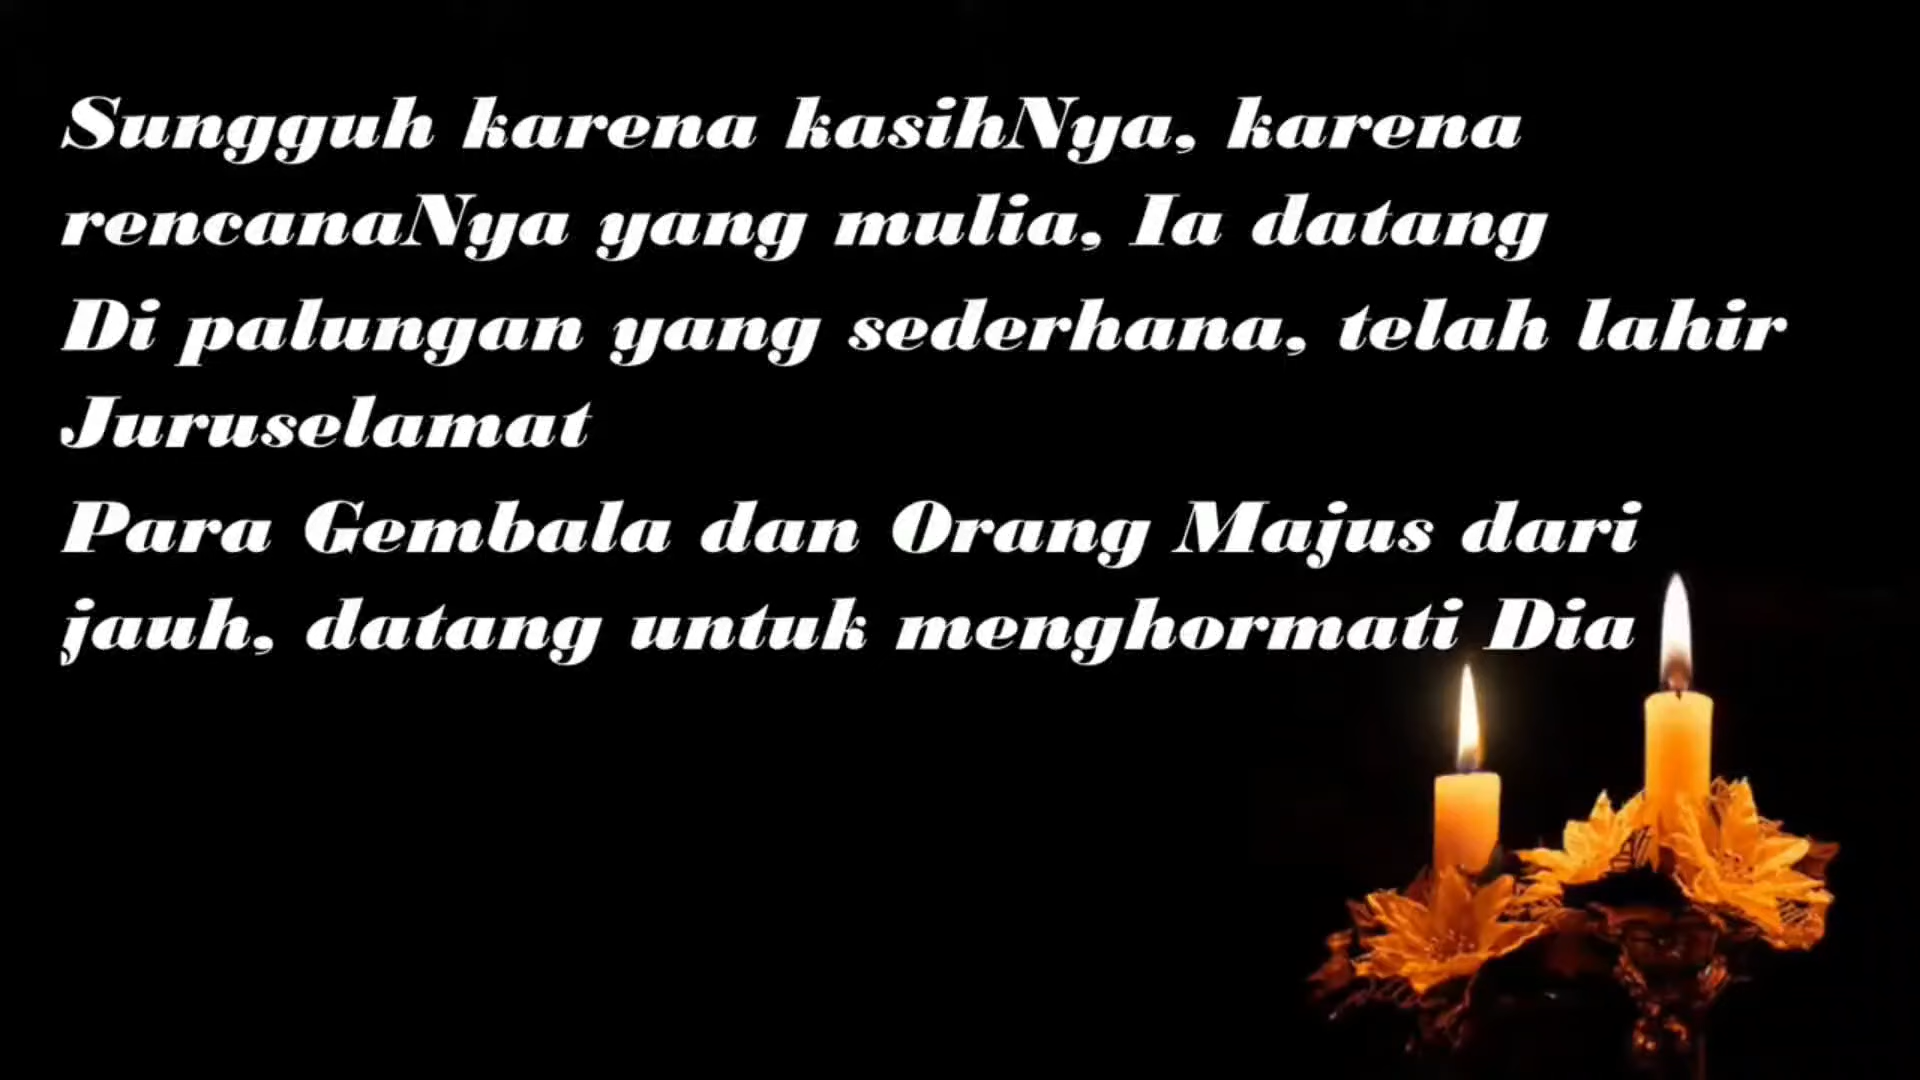 Sungguh karena kasihNya, karena
rencanaNya yang mulia, Ia datang
Di palungan yang sederhana, telah lahir
Juruselamat
Para Gembala dan Orang Majus dari
jauh, datang untuk menghormati Dia